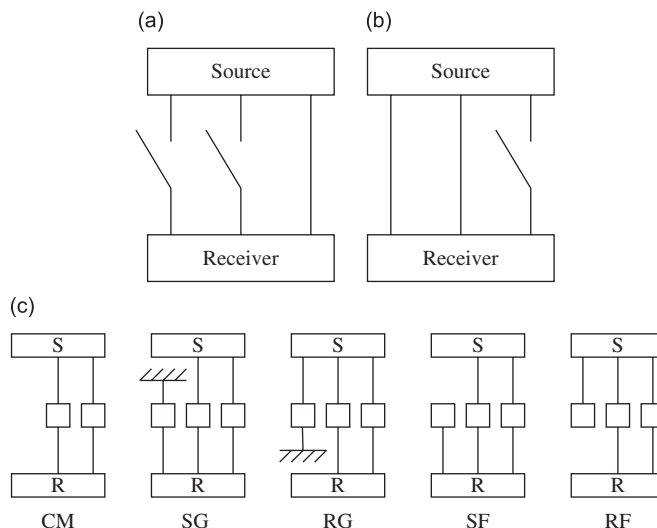 (a) (b)
Source Source
Receiver Receiver
(c)
S S S S S
R R R R R
CM SG RG SF RF